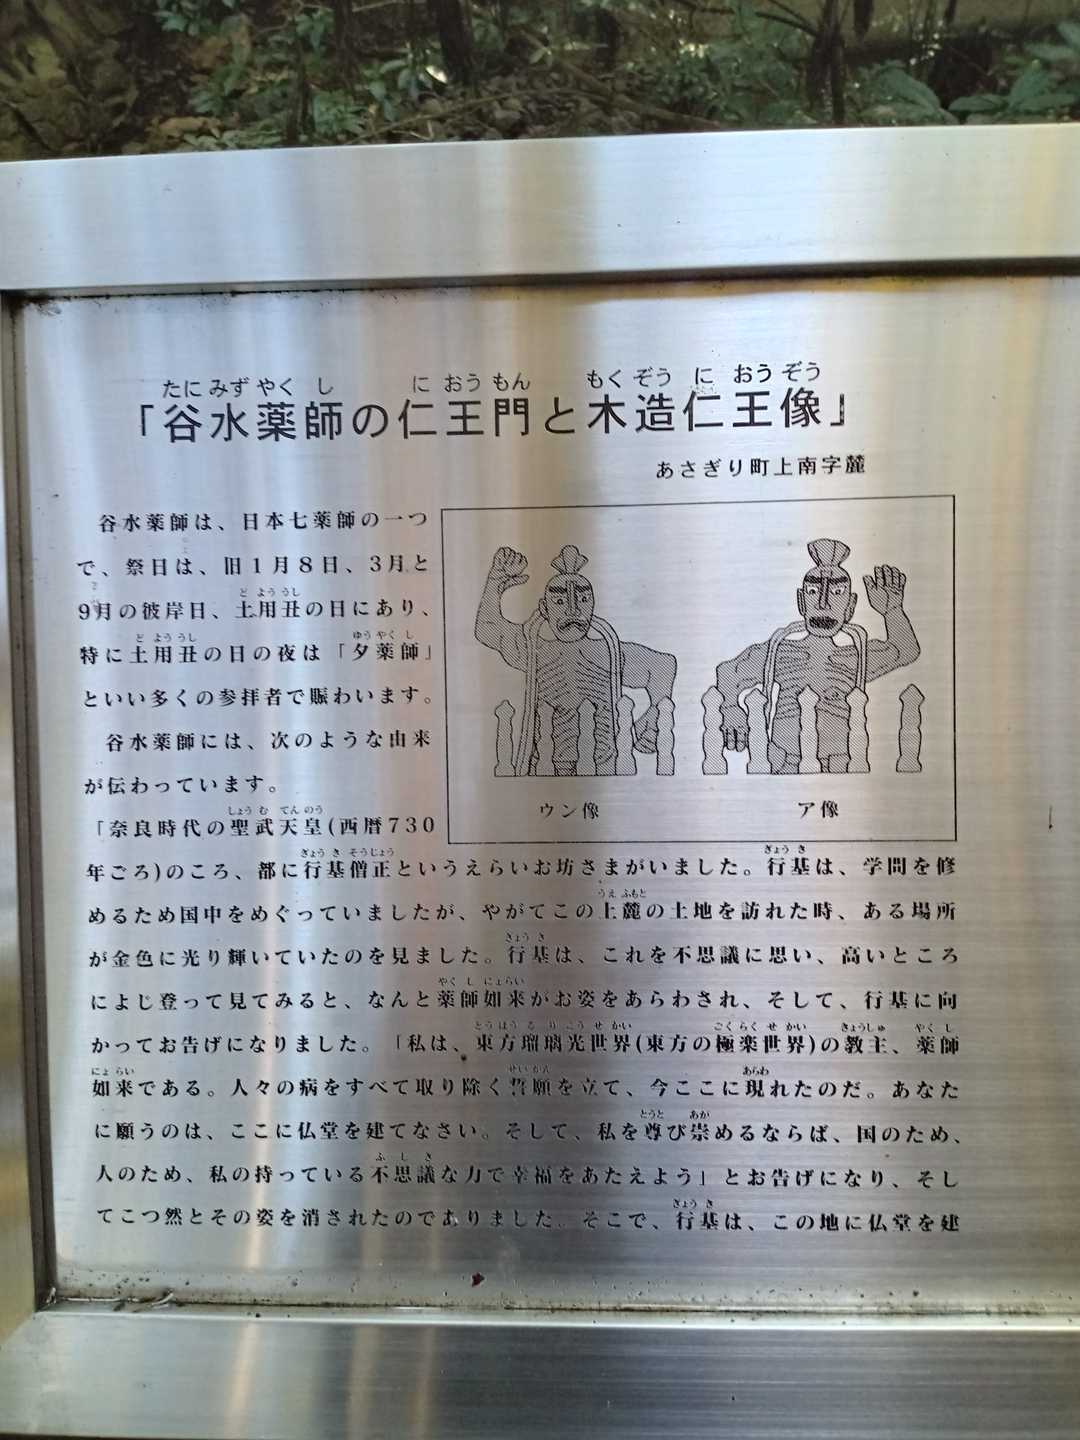 「谷水薬師の仁王門と木造仁王像」
あさぎり町上南字麓
谷水薬師は、日本七薬師の一つ
で、祭日は、旧1月8日、3月と
9月の彼岸日、土用丑の日にあり、
特に土用丑の日の夜は「夕薬師」
といい多くの参拝者で賑わいます。
谷水薬師には、次のような由来
が伝わっています。
「奈良時代の聖武天皇(西暦730
ウン像
ア像
年ごろ)のころ、都に行基僧正というえらいお坊さまがいました。行基は、学問を修
めるため国中をめぐっていましたが、やがてこの上麓の土地を訪れた時、ある場所
が金色に光り輝いていたのを見ました。行基は、これを不思議に思い、高いところ
によじ登って見てみると、なんと薬師如来がお姿をあらわされ、そして、行基に向
かってお告げになりました。「私は、東方瑠璃光世界(東方の極楽世界)の教主、薬師
如来である。人々の病をすべて取り除く誓願を立て、今ここに現れたのだ。あなた
に願うのは、ここに仏堂を建てなさい。そして、私を尊び崇めるならば、国のため、
人のため、私の持っている不思議な力で幸福をあたえよう」とお告げになり、そし
てこつ然とその姿を消されたのでありました。そこで、行基は、この地に仏堂を建